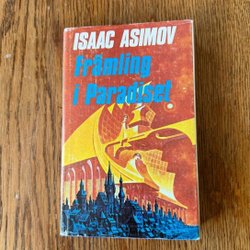 ISAAC ASIMOV
Främling
i Paradiset